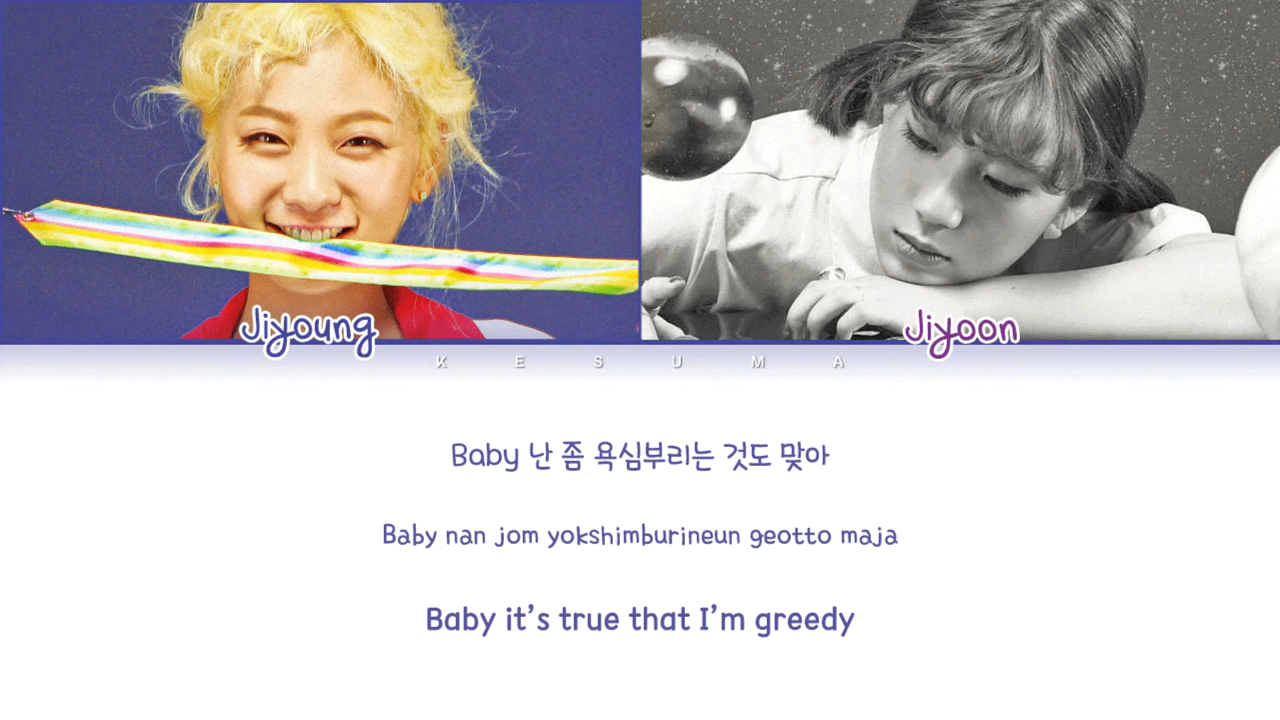 Jiyoung
Jiyoon
K E S U M A
Baby 난 좀 욕심부리는 것도 맞아
Baby nan jom yokshimburineun geotto maja
Baby it's true that I'm greedy